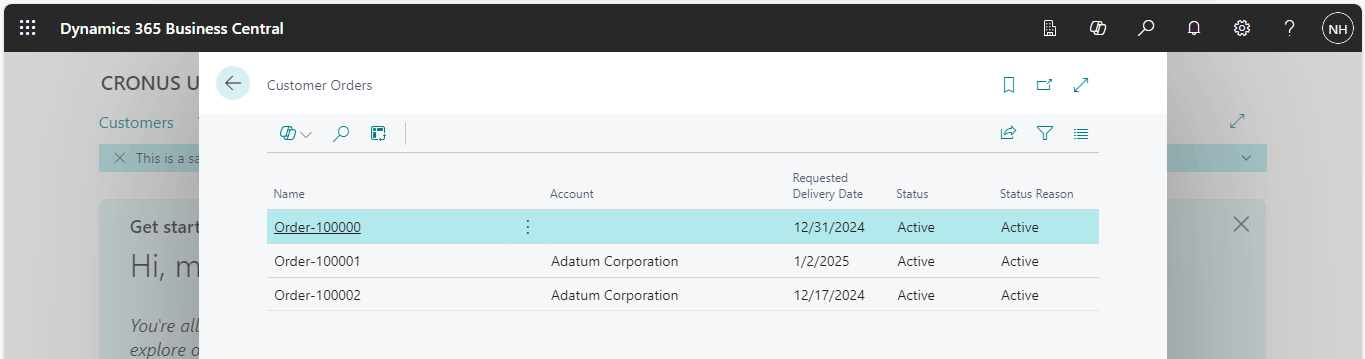 Dynamics 365 Business Central
NH
CRONUS U
Customer Orders
Customers
This is a sa
Requested
Name Account Delivery Date Status Status Reason
Order-100000 12/31/2024 Active Active
Get start
Order-100001 Adatum Corporation 1/2/2025 Active Active
Hi, m
Order-100002 Adatum Corporation 12/17/2024 Active Active
You're all
explore o